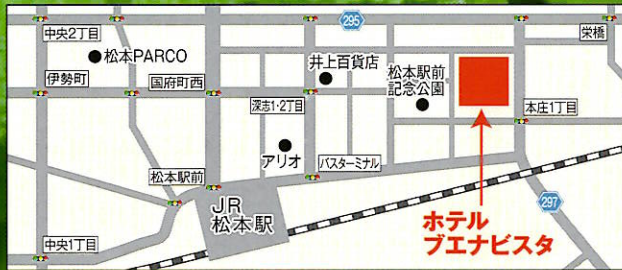 295
中央2丁目
栄橋
松本PARCO
井上百貨店
伊勢町
国府町西
松本駅前
記念公園
深志1・2丁目
本庄1丁目
アリオ
バスターミナル
松本駅前
JR
松本駅
297
ホテル
ブエナビスタ
中央1丁目